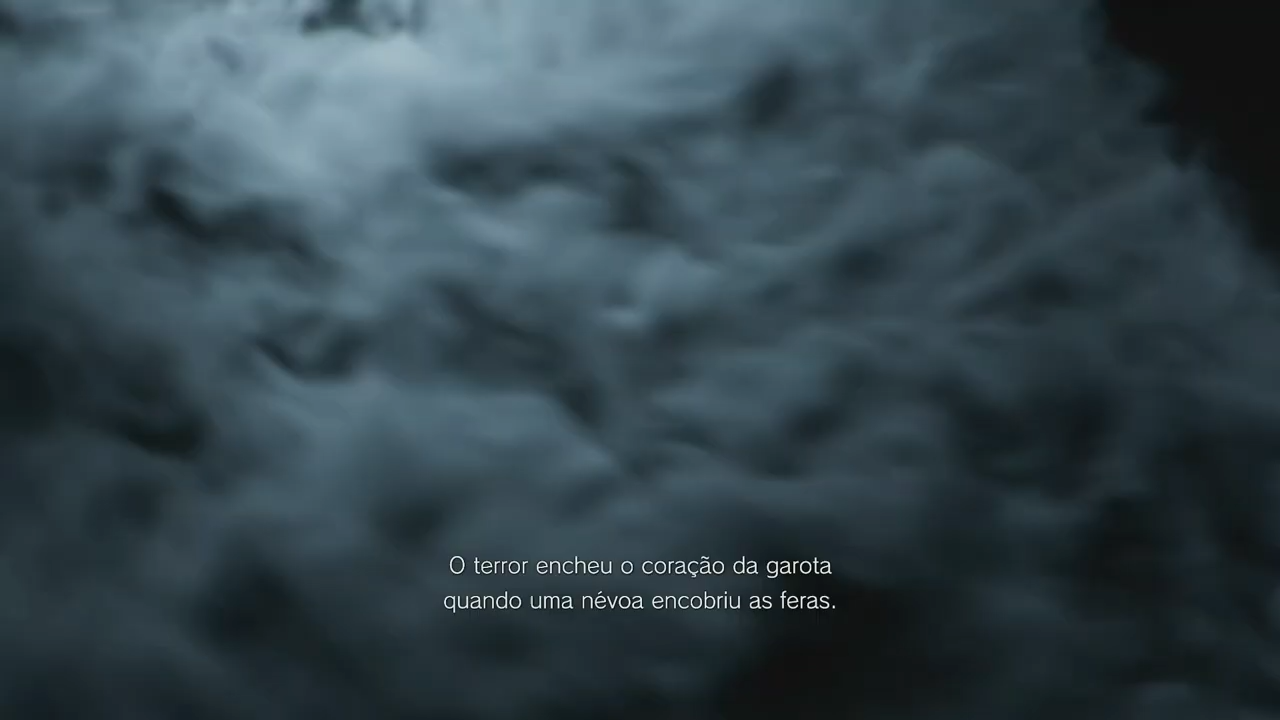 O terror encheu o coração da garota
quando uma névoa encobriu as feras.